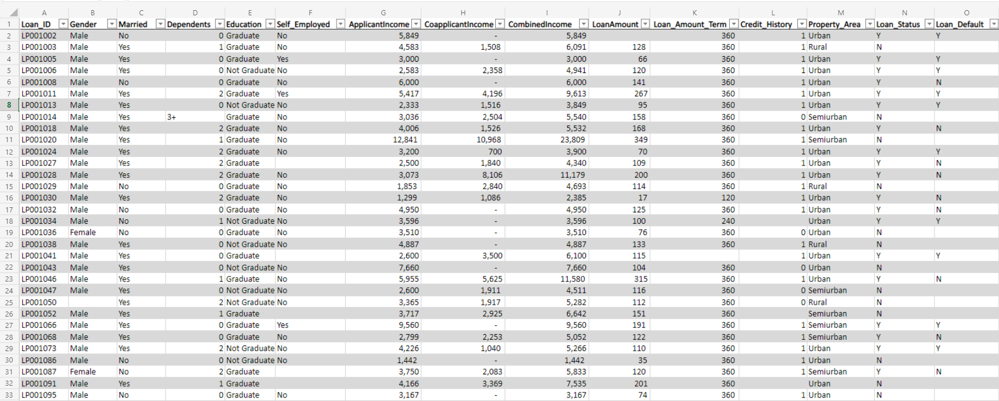 A B C D E F G H I J K L M N O
1 Loan_ID Gender Married Dependents Education Self_Employed ApplicantIncome CoapplicantIncome CombinedIncome LoanAmount Loan_Amount_Term Credit_History Property_Area Loan_Status Loan_Default
2 LP001002 Male No 0 Graduate No 5,849 - 5,849 360 1 Urban Y Y
3 LP001003 Male Yes 1 Graduate No 4,583 1,508 6,091 128 360 1 Rural N
4 LP001005 Male Yes 0 Graduate Yes 3,000 - 3,000 66 360 1 Urban Y Y
5 LP001006 Male Yes 0 Not Graduate No 2,583 2,358 4,941 120 360 1 Urban Y Y
6 LP001008 Male No 0 Graduate No 6,000 - 6,000 141 360 1 Urban Y N
7 LP001011 Male Yes 2 Graduate Yes 5,417 4,196 9,613 267 360 1 Urban Y Y
8 LP001013 Male Yes 0 Not Graduate No 2,333 1,516 3,849 95 360 1 Urban Y Y
9 LP001014 Male Yes 3+ Graduate No 3,036 2,504 5,540 158 360 0 Semiurban N
10 LP001018 Male Yes 2 Graduate No 4,006 1,526 5,532 168 360 1 Urban Y N
11 LP001020 Male Yes 1 Graduate No 12,841 10,968 23,809 349 360 1 Semiurban N
12 LP001024 Male Yes 2 Graduate No 3,200 700 3,900 70 360 1 Urban Y Y
13 LP001027 Male Yes 2 Graduate 2,500 1,840 4,340 109 360 1 Urban Y N
14 LP001028 Male Yes 2 Graduate No 3,073 8,106 11,179 200 360 1 Urban Y N
15 LP001029 Male No 0 Graduate No 1,853 2,840 4,693 114 360 1 Rural N
16 LP001030 Male Yes 2 Graduate No 1,299 1,086 2,385 17 120 1 Urban Y N
17 LP001032 Male No 0 Graduate No 4,950 - 4,950 125 360 1 Urban Y N
18 LP001034 Male No 1 Not Graduate No 3,596 - 3,596 100 240 Urban Y Y
19 LP001036 Female No 0 Graduate No 3,510 - 3,510 76 360 0 Urban N
20 LP001038 Male Yes 0 Not Graduate No 4,887 - 4,887 133 360 1 Rural N
21 LP001041 Male Yes 0 Graduate 2,600 3,500 6,100 115 1 Urban Y Y
22 LP001043 Male Yes 0 Not Graduate No 7,660 - 7,660 104 360 0 Urban N
23 LP001046 Male Yes 1 Graduate No 5,955 5,625 11,580 315 360 1 Urban Y N
24 LP001047 Male Yes 0 Not Graduate No 2,600 1,911 4,511 116 360 0 Semiurban N
25 LP001050 Yes 2 Not Graduate No 3,365 1,917 5,282 112 360 0 Rural N
26 LP001052 Male Yes 1 Graduate 3,717 2,925 6,642 151 360 Semiurban N
27 LP001066 Male Yes 0 Graduate Yes 9,560 - 9,560 191 360 1 Semiurban Y Y
28 LP001068 Male Yes 0 Graduate No 2,799 2,253 5,052 122 360 1 Semiurban Y N
29 LP001073 Male Yes 2 Not Graduate No 4,226 1,040 5,266 110 360 1 Urban Y Y
30 LP001086 Male No 0 Not Graduate No 1,442 - 1,442 35 360 1 Urban N
31 LP001087 Female No 2 Graduate 3,750 2,083 5,833 120 360 1 Semiurban Y N
32 LP001091 Male Yes 1 Graduate 4,166 3,369 7,535 201 360 Urban N
33 LP001095 Male No 0 Graduate No 3,167 - 3,167 74 360 1 Urban N